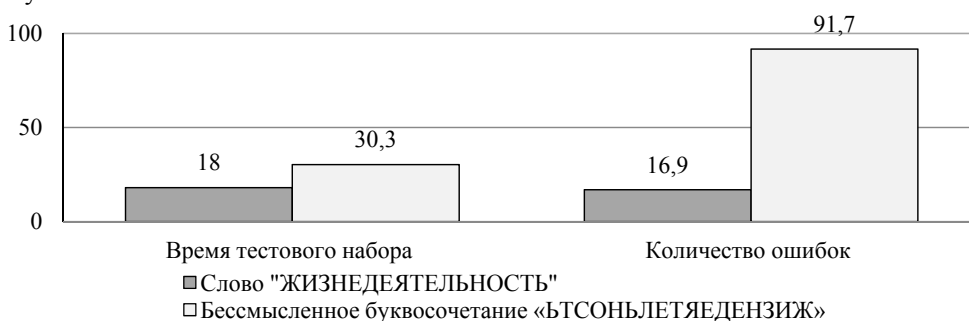 100
91,7
50
30,3
18
16,9
0
Время тестового набора
Количество ошибок
Слово "ЖИЗНЕДЕЯТЕЛЬНОСТЬ"
Бессмысленное буквосочетание «ЬТСОНЬЛЕТЯЕДЕНЗИЖ»